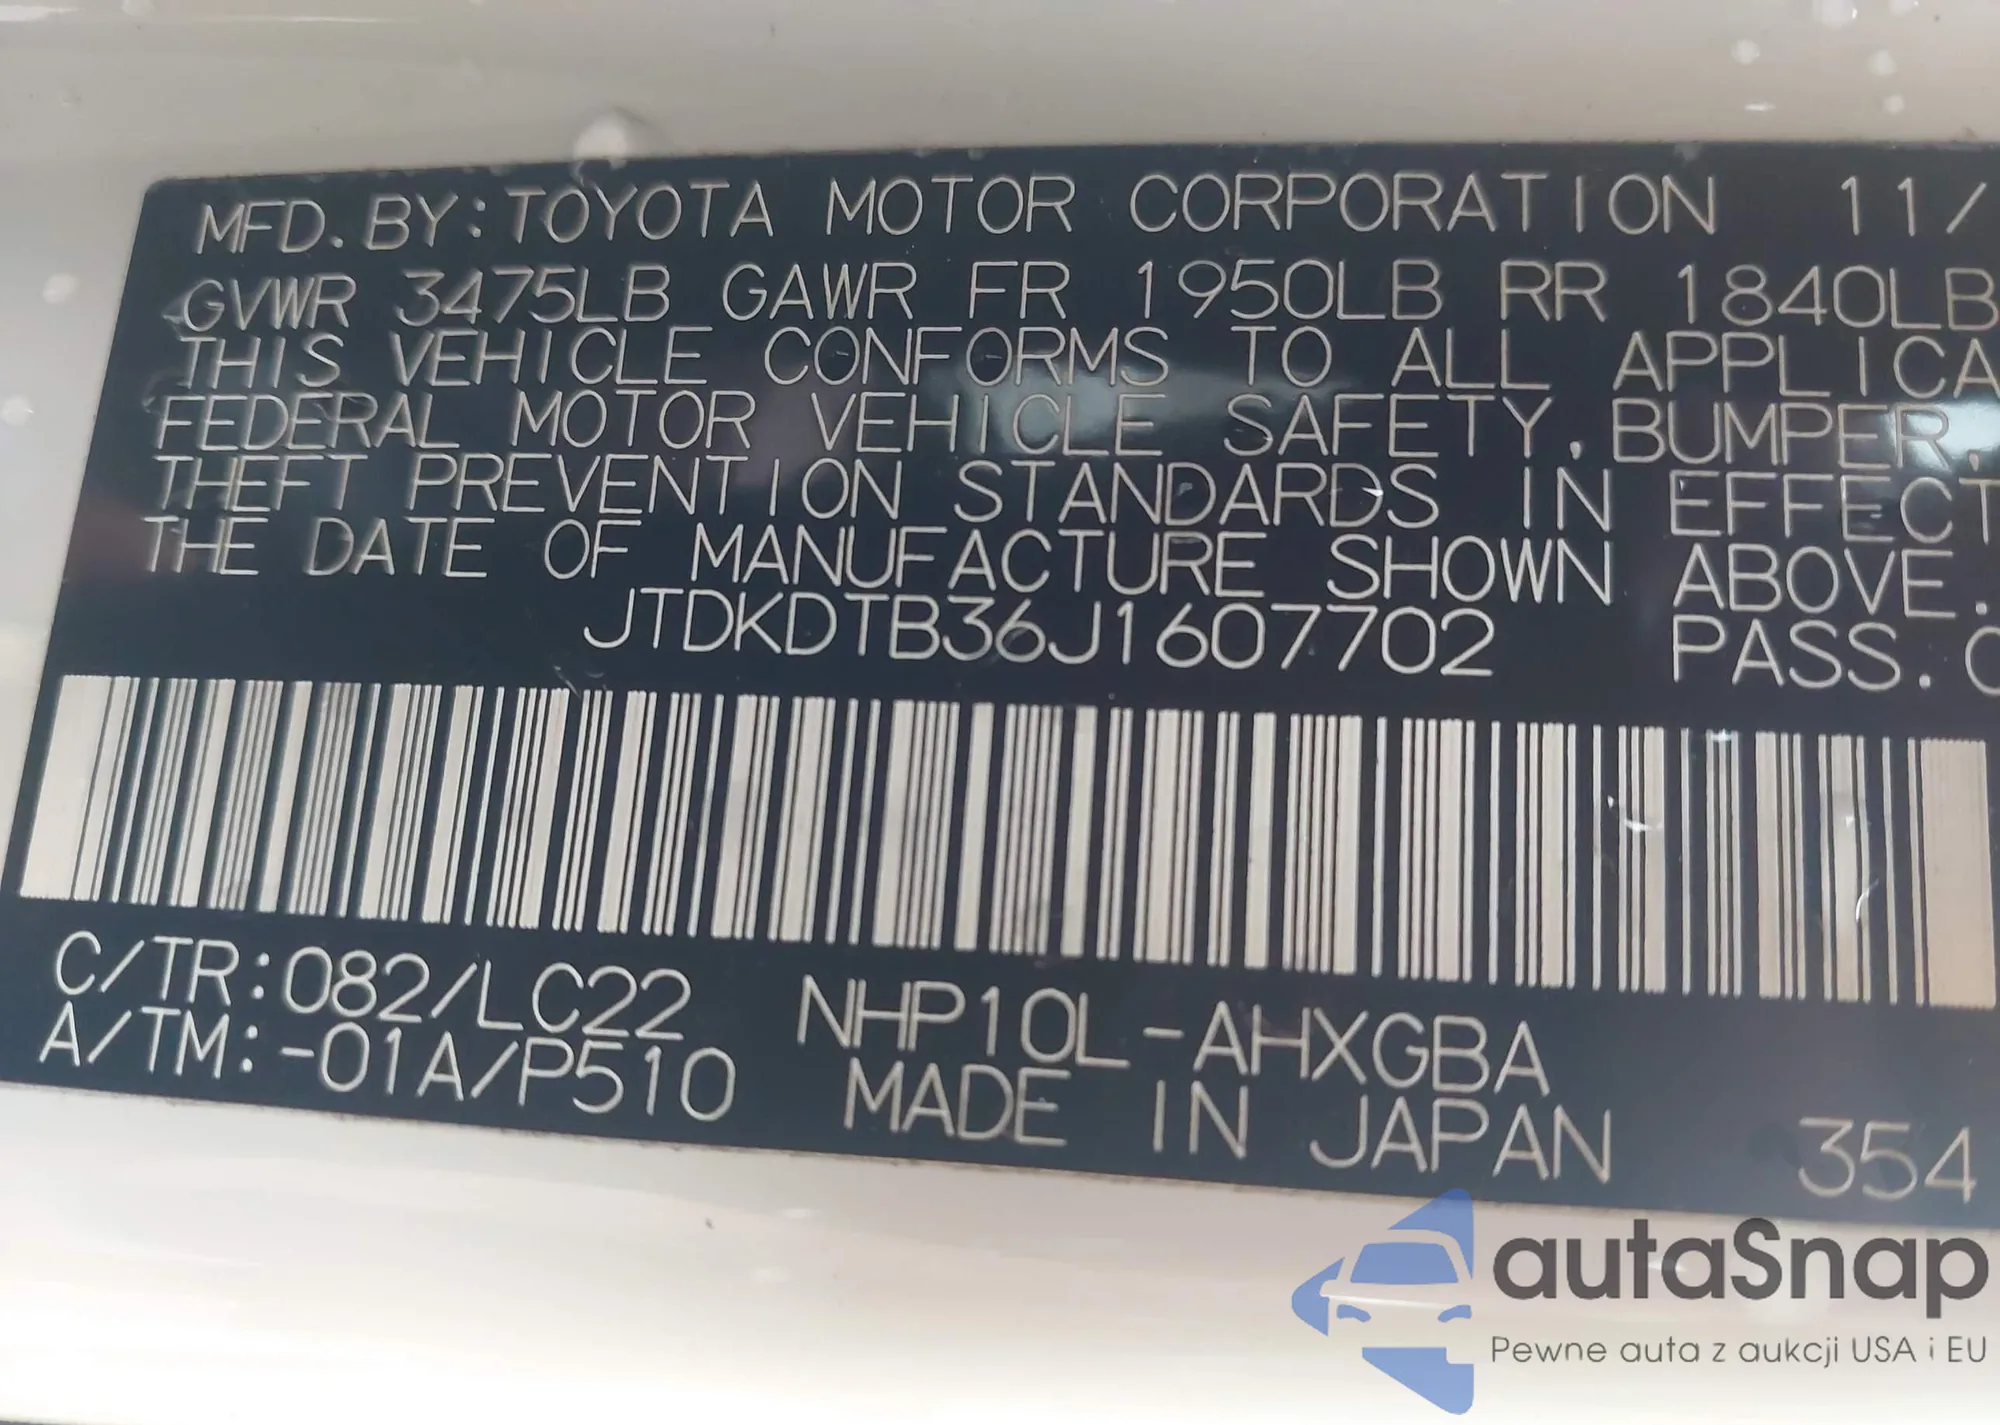 MFD. BY: TOYOTA MOTOR CORPORATION 11/
GVWR 3475LB GAWR FR 1950LB RR 1840LB
THIS VEHICLE CONFORMS TO ALL APPLICA
FEDERAL MOTOR VEHICLE SAFETY, BUMPER,
THEFT PREVENTION STANDARDS IN EFFECT
THE DATE OF MANUFACTURE SHOWN ABOVE.
JTDKDTB36J1607702 PASS. C
C/TR:082/LC22 NHP10L-AHXGBA
A/TM:-01A/P510 MADE IN JAPAN 354
autaSnap
Pewne auta z aukcji USA i EU